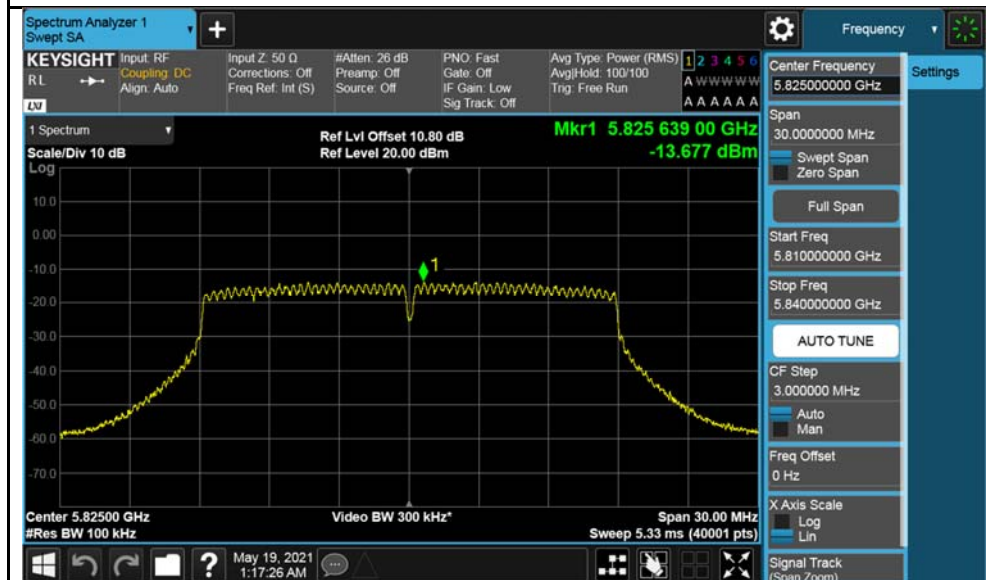 Spectrum Analyzer 1
Swept SA
+
Frequency
KEYSIGHT
RL
LXI
Input: RF
Coupling: DC
Align: Auto
Input Z: 50 Ω
Corrections: Off
Freq Ref: Int (S)
#Atten: 26 dB
Preamp: Off
Source: Off
PNO: Fast
Gate: Off
IF Gain: Low
Sig Track: Off
Avg Type: Power (RMS)
Avg|Hold: 100/100
Trig: Free Run
1 2 3 4 5 6
A W W W W W
A A A A A A
1 Spectrum
Scale/Div 10 dB
Log
Ref Lvl Offset 10.80 dB
Ref Level 20.00 dBm
Mkr1 5.825 639 00 GHz
-13.677 dBm
10.0
0.00
-10.0
-20.0
-30.0
-40.0
-50.0
-60.0
-70.0
1
Center 5.82500 GHz
#Res BW 100 kHz
Video BW 300 kHz*
Span 30.00 MHz
Sweep 5.33 ms (40001 pts)
?
May 19, 2021
1:17:26 AM
Center Frequency
5.825000000 GHz
Settings
Span
30.0000000 MHz
Swept Span
Zero Span
Full Span
Start Freq
5.810000000 GHz
Stop Freq
5.840000000 GHz
AUTO TUNE
CF Step
3.000000 MHz
Auto
Man
Freq Offset
0 Hz
X Axis Scale
Log
Lin
Signal Track
(Span Zoom)